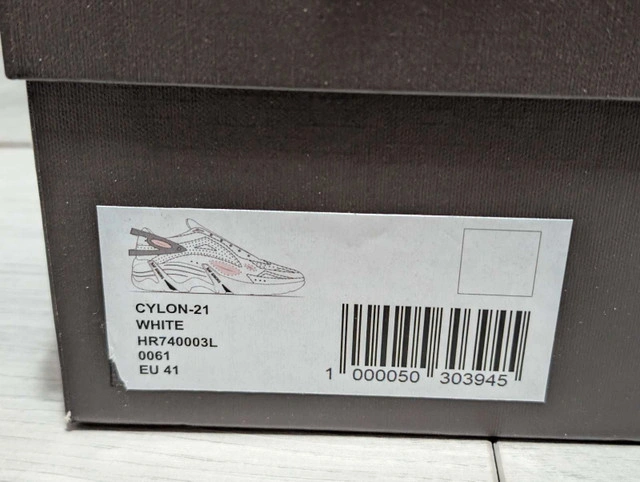 CYLON-21
WHITE
HR740003L
0061
EU 41
1 000050 303945